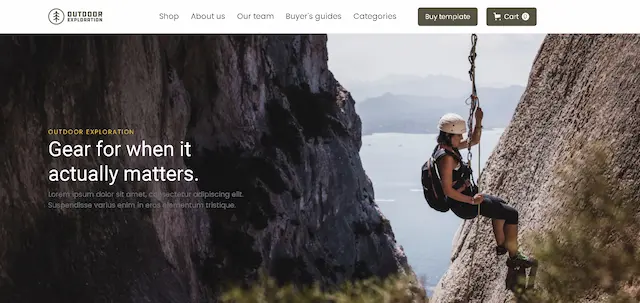 OUTDOOR
EXPLORATION
Shop About us Our team Buyer's guides Categories Buy template Cart 0
OUTDOOR EXPLORATION
Gear for when it
actually matters.
Lorem ipsum dolor sit amet, consectetur adipiscing elit.
Suspendisse varius enim in eros elementum tristique.